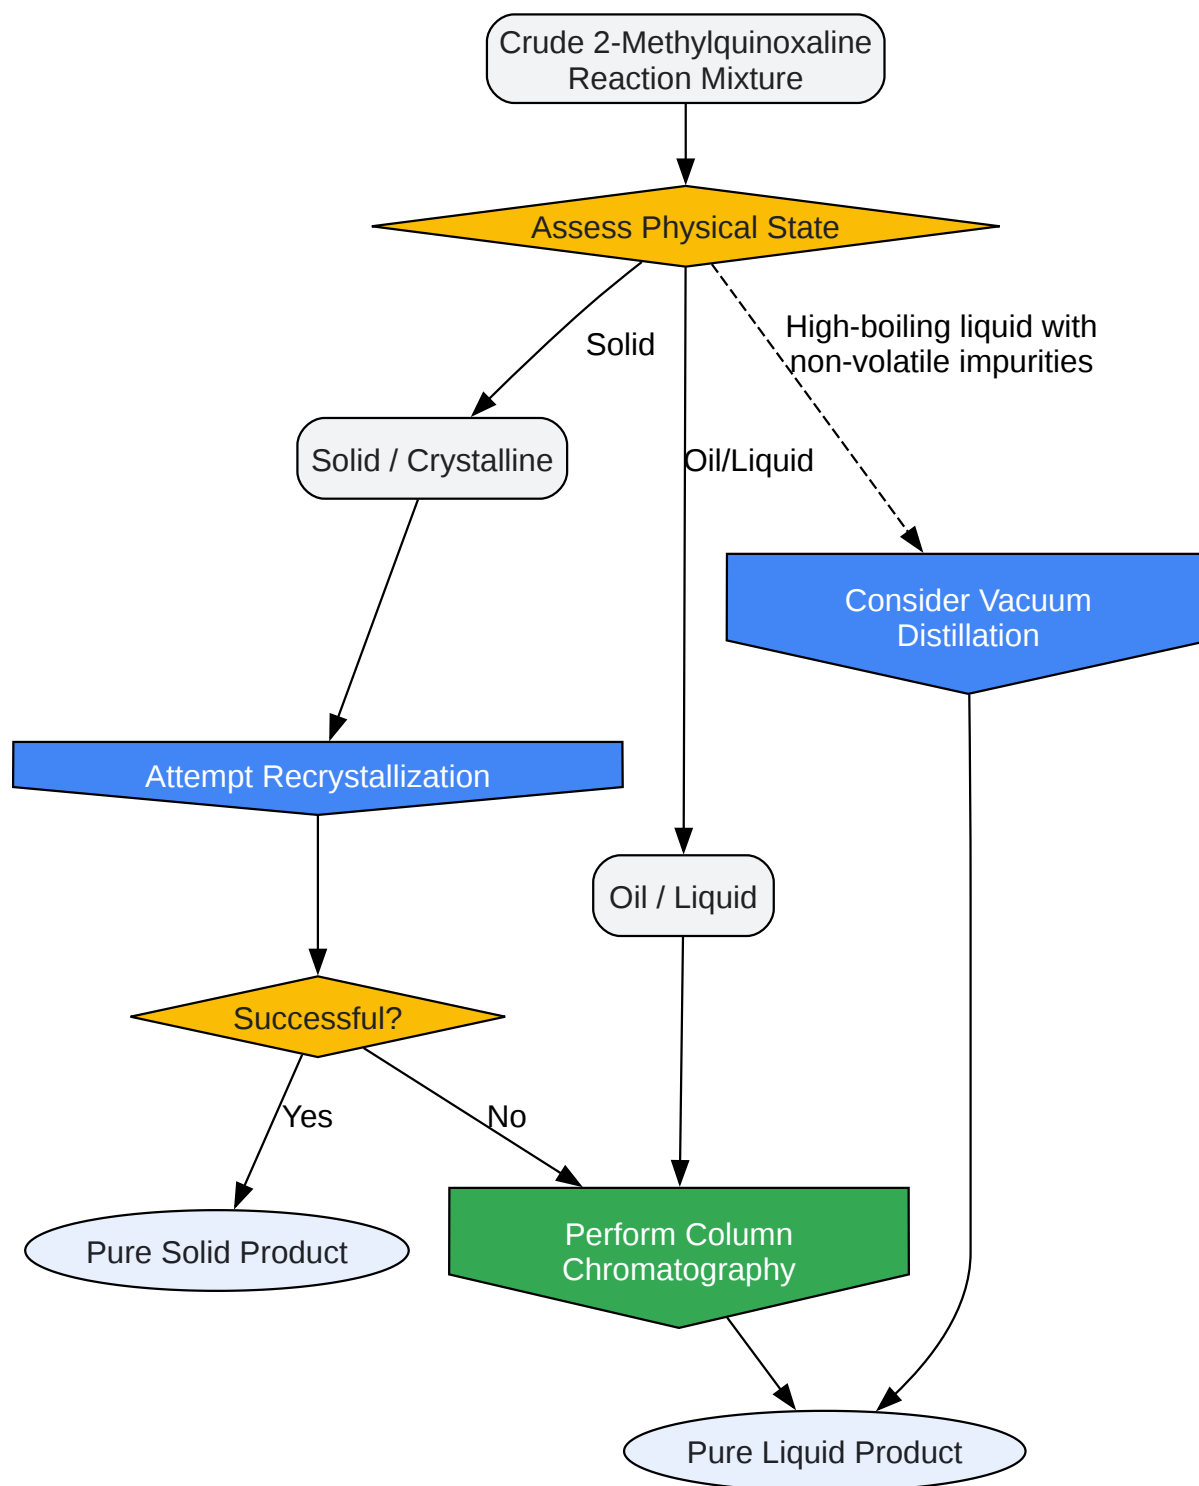 Crude 2-Methylquinoxaline
Reaction Mixture
Assess Physical State
High-boiling liquid with
non-volatile impurities
Solid
Solid / Crystalline
Oil/Liquid
Consider Vacuum
Distillation
Attempt Recrystallization
Oil / Liquid
Successful?
Yes
No
Perform Column
Chromatography
Pure Solid Product
Pure Liquid Product